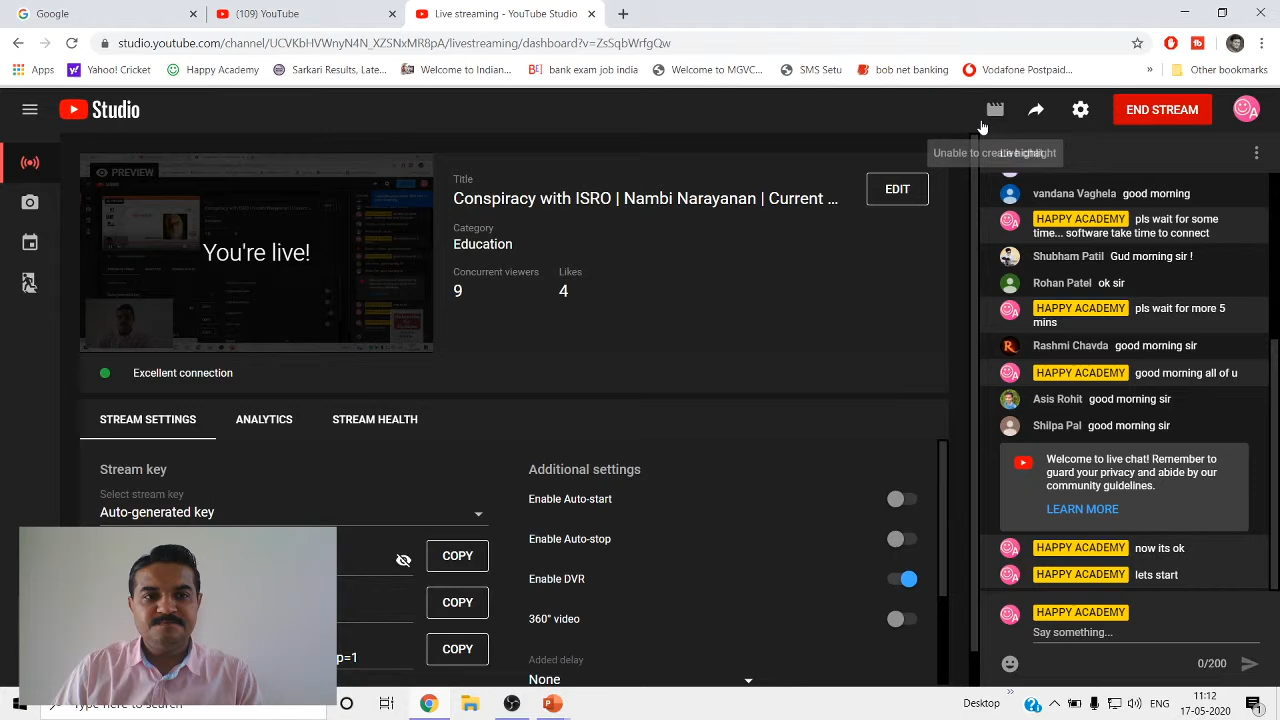 Google
(109) YouTube
Live streaming - YouTube Studio
studio.youtube.com/channel/UCVKbHVWnyN4N_XZSNxMR8pA/livestreaming/dashboard?v=ZsSqbWrfgQw
Apps Yahoo! Cricket Happy Academy Sarkari Results, Late... Welcome to Indian... bank exam job india Welcome to MGVC... SMS Setu bob net banking Vodafone Postpaid... » Other bookmarks
Studio
END STREAM
Unable to create highlight
PREVIEW
You're live!
Title
Conspiracy with ISRO | Nambi Narayanan | Current ...
EDIT
Category
Education
Concurrent viewers Likes
9 4
Excellent connection
STREAM SETTINGS ANALYTICS STREAM HEALTH
Stream key
Select stream key
Auto-generated key
COPY
COPY
p=1 COPY
Additional settings
Enable Auto-start
Enable Auto-stop
Enable DVR
360° video
Added delay
None
vandana Vaghela good morning
HAPPY ACADEMY pls wait for some
time... software take time to connect
Shubham Patil Gud morning sir !
Rohan Patel ok sir
HAPPY ACADEMY pls wait for more 5
mins
Rashmi Chavda good morning sir
HAPPY ACADEMY good morning all of u
Asis Rohit good morning sir
Shilpa Pal good morning sir
Welcome to live chat! Remember to
guard your privacy and abide by our
community guidelines.
LEARN MORE
HAPPY ACADEMY now its ok
HAPPY ACADEMY lets start
HAPPY ACADEMY
Say something...
0/200
Type here to search
Desktop » ENG 11:12
17-05-2020
1